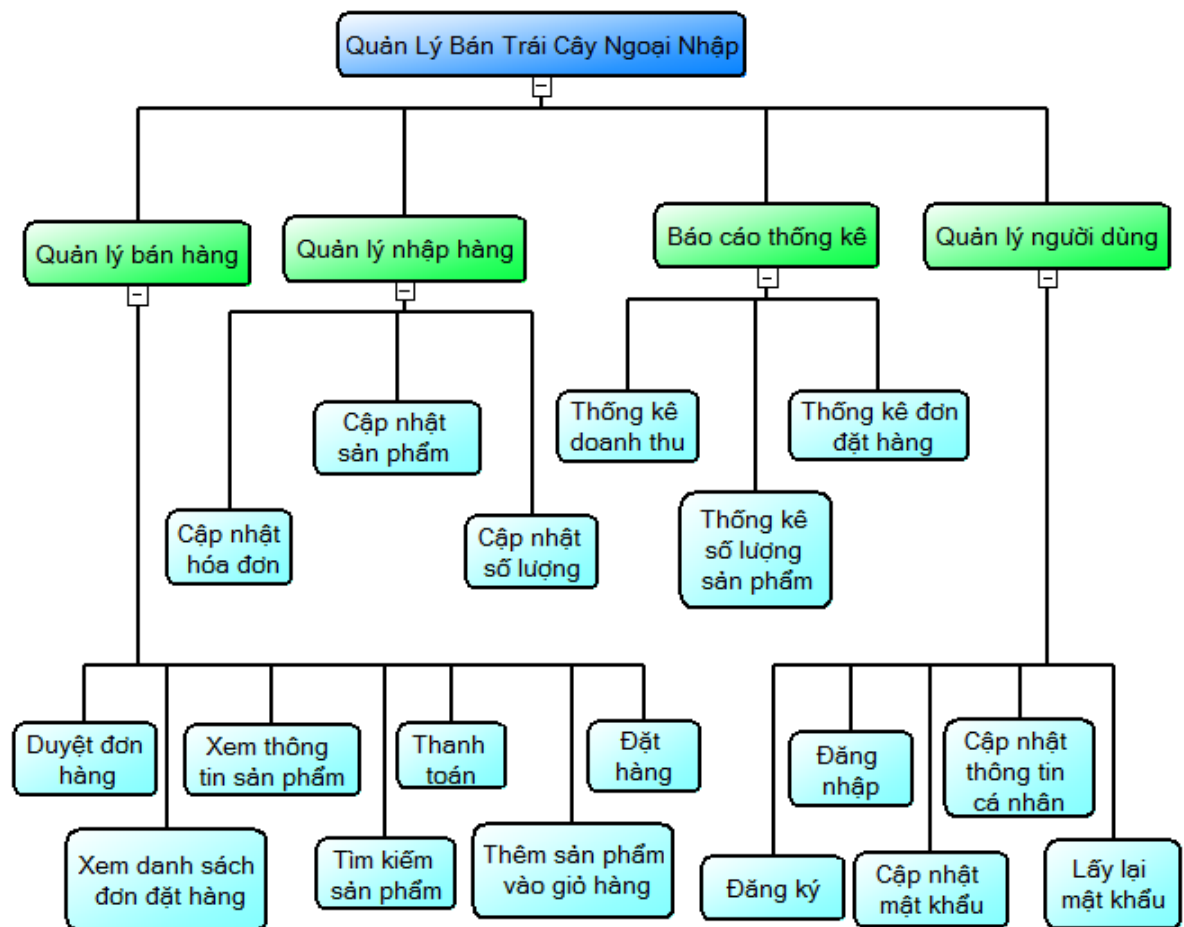 Quản Lý Bán Trái Cây Ngoại Nhập
Quản lý bán hàng
Quản lý nhập hàng
Báo cáo thống kê
Quản lý người dùng
Cập nhật
hóa đơn
Cập nhật
sản phẩm
Cập nhật
số lượng
Thống kê
doanh thu
Thống kê
số lượng
sản phẩm
Thống kê đơn
đặt hàng
Duyệt đơn
hàng
Xem danh sách
đơn đặt hàng
Xem thông
tin sản phẩm
Tìm kiếm
sản phẩm
Thanh
toán
Thêm sản phẩm
vào giỏ hàng
Đặt
hàng
Đăng ký
Đăng
nhập
Cập nhật
mật khẩu
Cập nhật
thông tin
cá nhân
Lấy lại
mật khẩu